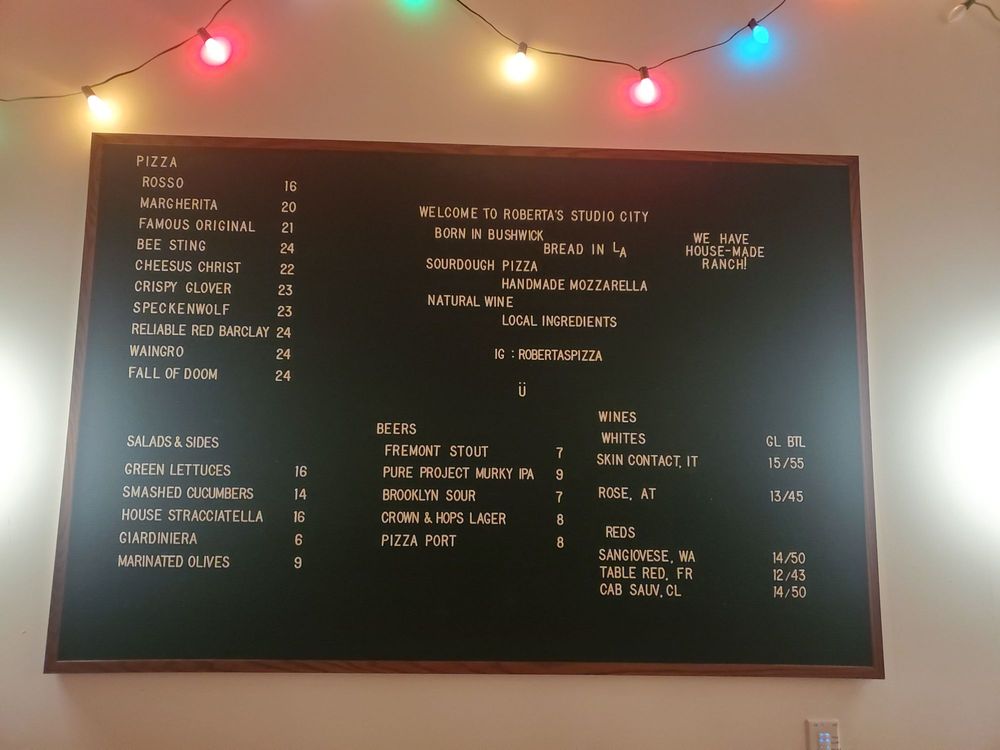 PIZZA
ROSSO 16
MARGHERITA 20
FAMOUS ORIGINAL 21
BEE STING 24
CHEESUS CHRIST 22
CRISPY GLOVER 23
SPECKENWOLF 23
RELIABLE RED BARCLAY 24
WAINGRO 24
FALL OF DOOM 24
SALADS & SIDES
GREEN LETTUCES 16
SMASHED CUCUMBERS 14
HOUSE STRACCIATELLA 16
GIARDINIERA 6
MARINATED OLIVES 9
WELCOME TO ROBERTA'S STUDIO CITY
BORN IN BUSHWICK
BREAD IN LA
SOURDOUGH PIZZA
HANDMADE MOZZARELLA
NATURAL WINE
LOCAL INGREDIENTS
IG : ROBERTASPIZZA
Ü
WE HAVE
HOUSE-MADE
RANCH!
BEERS
FREMONT STOUT 7
PURE PROJECT MURKY IPA 9
BROOKLYN SOUR 7
CROWN & HOPS LAGER 8
PIZZA PORT 8
WINES
WHITES GL BTL
SKIN CONTACT, IT 15/55
ROSE, AT 13/45
REDS
SANGIOVESE, WA 14/50
TABLE RED, FR 12/43
CAB SAUV, CL 14/50